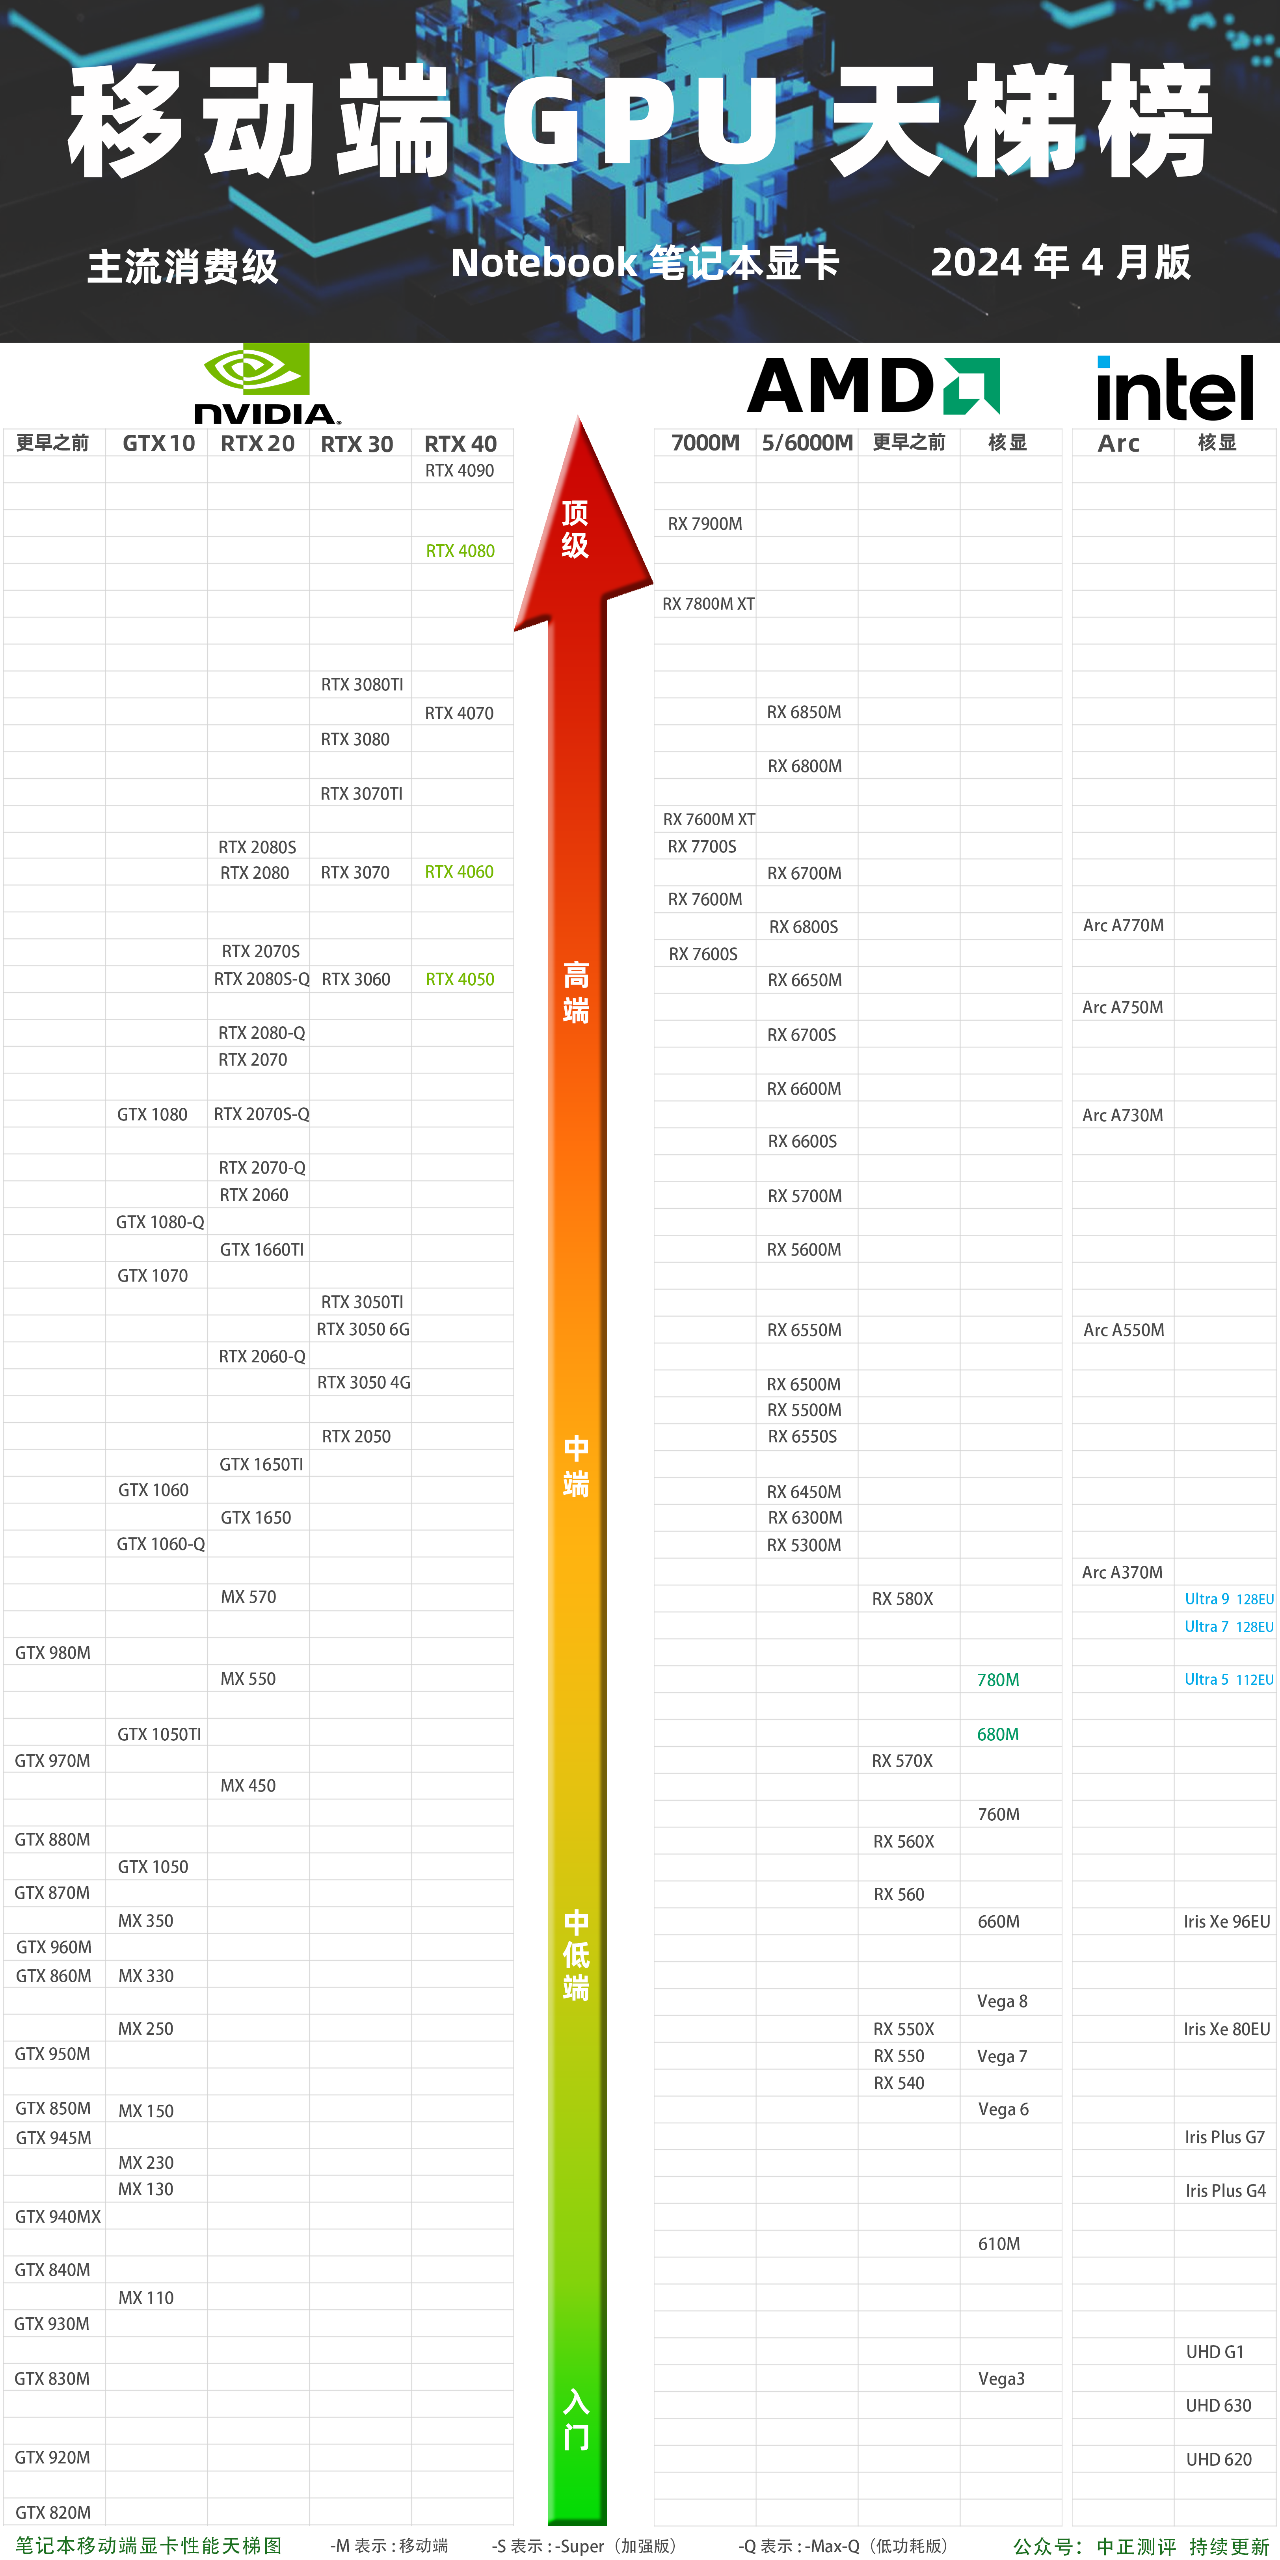 移动端 GPU 天梯榜
主流消费级 Notebook 笔记本显卡 2024 年 4 月版
NVIDIA. AMD intel
更早之前 GTX 10 RTX 20 RTX 30 RTX 40 7000M 5/6000M 更早之前 核显 Arc 核显
RTX 4090
顶级
RX 7900M
RTX 4080
RX 7800M XT
RTX 3080TI
RTX 4070 RX 6850M
RTX 3080
RX 6800M
RTX 3070TI
RX 7600M XT
RTX 2080S RX 7700S
RTX 2080 RTX 3070 RTX 4060 RX 6700M
RX 7600M
RX 6800S Arc A770M
RTX 2070S RX 7600S
高端
RTX 2080S-Q RTX 3060 RTX 4050 RX 6650M
Arc A750M
RTX 2080-Q RX 6700S
RTX 2070
RX 6600M
GTX 1080 RTX 2070S-Q Arc A730M
RX 6600S
RTX 2070-Q
RTX 2060 RX 5700M
GTX 1080-Q
GTX 1660TI RX 5600M
GTX 1070
RTX 3050TI
RTX 3050 6G RX 6550M Arc A550M
RTX 2060-Q
RTX 3050 4G RX 6500M
RX 5500M
RTX 2050 RX 6550S
中端
GTX 1650TI
GTX 1060 RX 6450M
GTX 1650 RX 6300M
GTX 1060-Q RX 5300M
Arc A370M
MX 570 RX 580X Ultra 9 128EU
Ultra 7 128EU
GTX 980M
MX 550 780M Ultra 5 112EU
GTX 1050TI 680M
GTX 970M RX 570X
MX 450
760M
GTX 880M RX 560X
GTX 1050
GTX 870M RX 560
MX 350 660M Iris Xe 96EU
中低端
GTX 960M
GTX 860M MX 330
Vega 8
MX 250 RX 550X Iris Xe 80EU
GTX 950M RX 550 Vega 7
RX 540
GTX 850M MX 150 Vega 6
GTX 945M Iris Plus G7
MX 230
MX 130 Iris Plus G4
GTX 940MX
610M
GTX 840M
MX 110
GTX 930M
UHD G1
GTX 830M Vega3
入门
UHD 630
GTX 920M UHD 620
GTX 820M
笔记本移动端显卡性能天梯图 -M 表示 : 移动端 -S 表示 : -Super（加强版） -Q 表示 : -Max-Q（低功耗版） 公众号：中正测评 持续更新